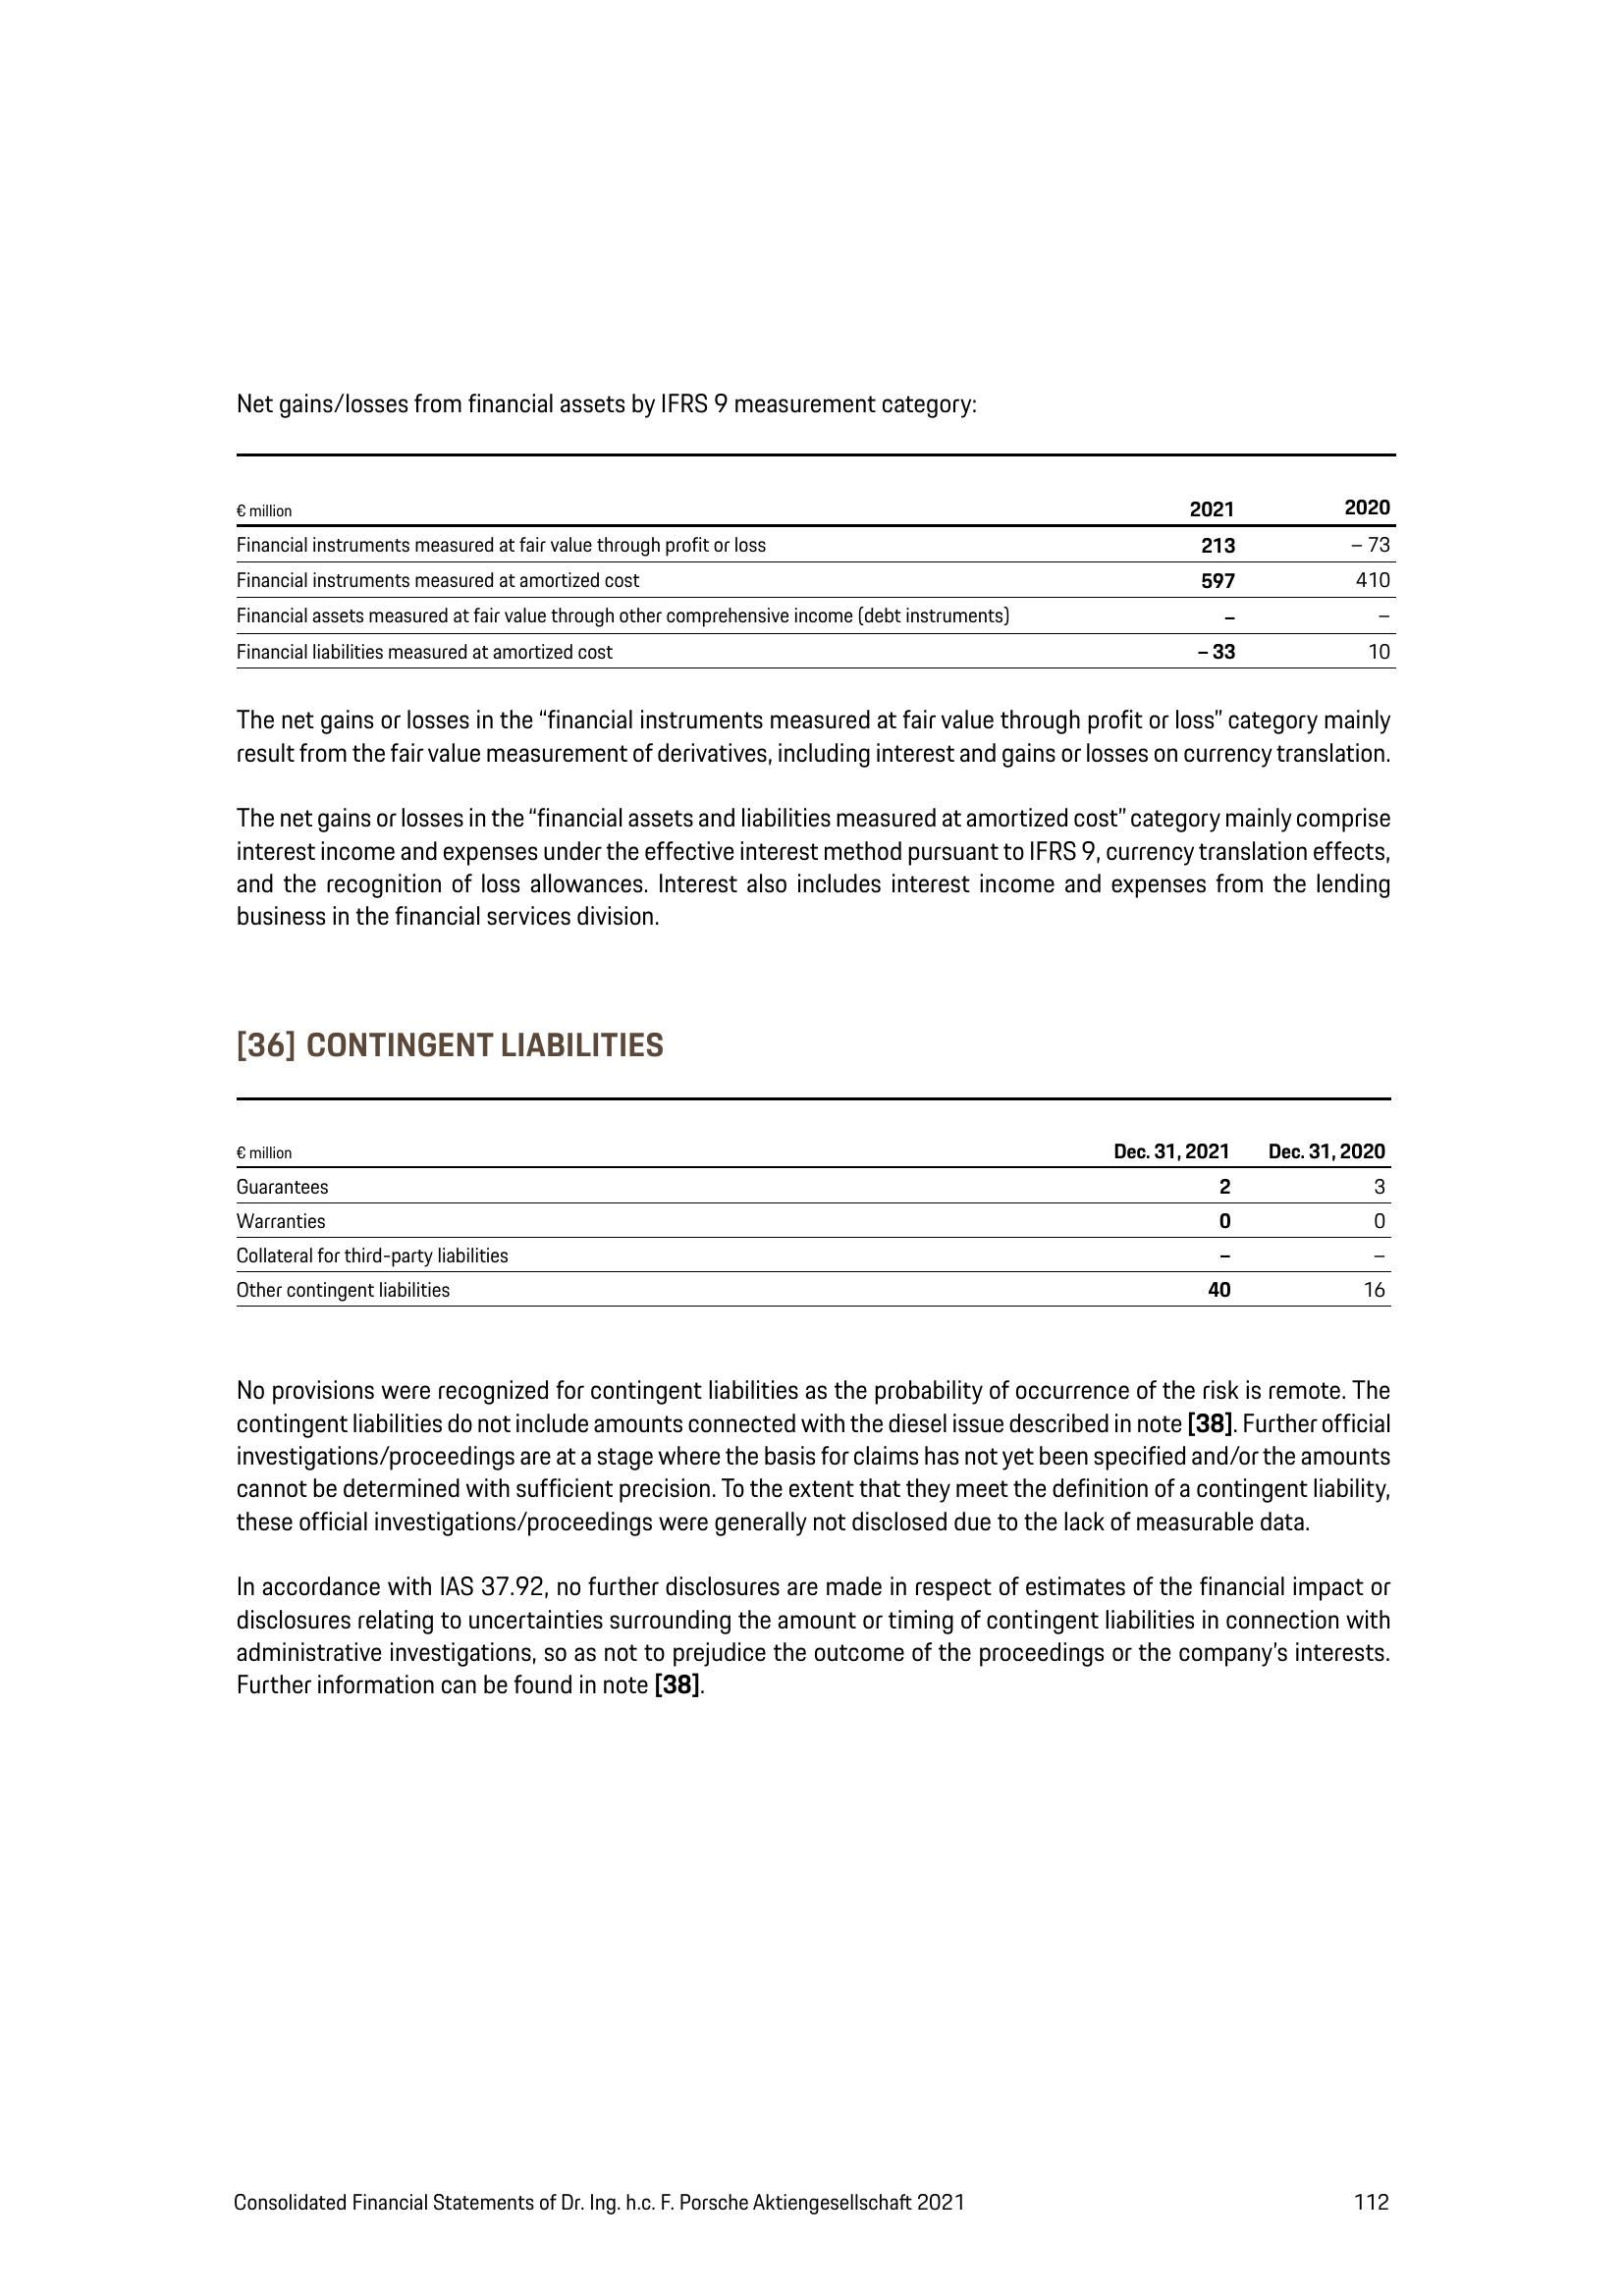 Net gains/losses from financial assets by IFRS 9 measurement category:
€ million 2021 2020
Financial instruments measured at fair value through profit or loss 213 – 73
Financial instruments measured at amortized cost 597 410
Financial assets measured at fair value through other comprehensive income (debt instruments) – –
Financial liabilities measured at amortized cost – 33 10
The net gains or losses in the “financial instruments measured at fair value through profit or loss” category mainly
result from the fair value measurement of derivatives, including interest and gains or losses on currency translation.
The net gains or losses in the “financial assets and liabilities measured at amortized cost” category mainly comprise
interest income and expenses under the effective interest method pursuant to IFRS 9, currency translation effects,
and the recognition of loss allowances. Interest also includes interest income and expenses from the lending
business in the financial services division.
[36] CONTINGENT LIABILITIES
€ million Dec. 31, 2021 Dec. 31, 2020
Guarantees 2 3
Warranties 0 0
Collateral for third-party liabilities – –
Other contingent liabilities 40 16
No provisions were recognized for contingent liabilities as the probability of occurrence of the risk is remote. The
contingent liabilities do not include amounts connected with the diesel issue described in note [38]. Further official
investigations/proceedings are at a stage where the basis for claims has not yet been specified and/or the amounts
cannot be determined with sufficient precision. To the extent that they meet the definition of a contingent liability,
these official investigations/proceedings were generally not disclosed due to the lack of measurable data.
In accordance with IAS 37.92, no further disclosures are made in respect of estimates of the financial impact or
disclosures relating to uncertainties surrounding the amount or timing of contingent liabilities in connection with
administrative investigations, so as not to prejudice the outcome of the proceedings or the company’s interests.
Further information can be found in note [38].
Consolidated Financial Statements of Dr. Ing. h.c. F. Porsche Aktiengesellschaft 2021 112